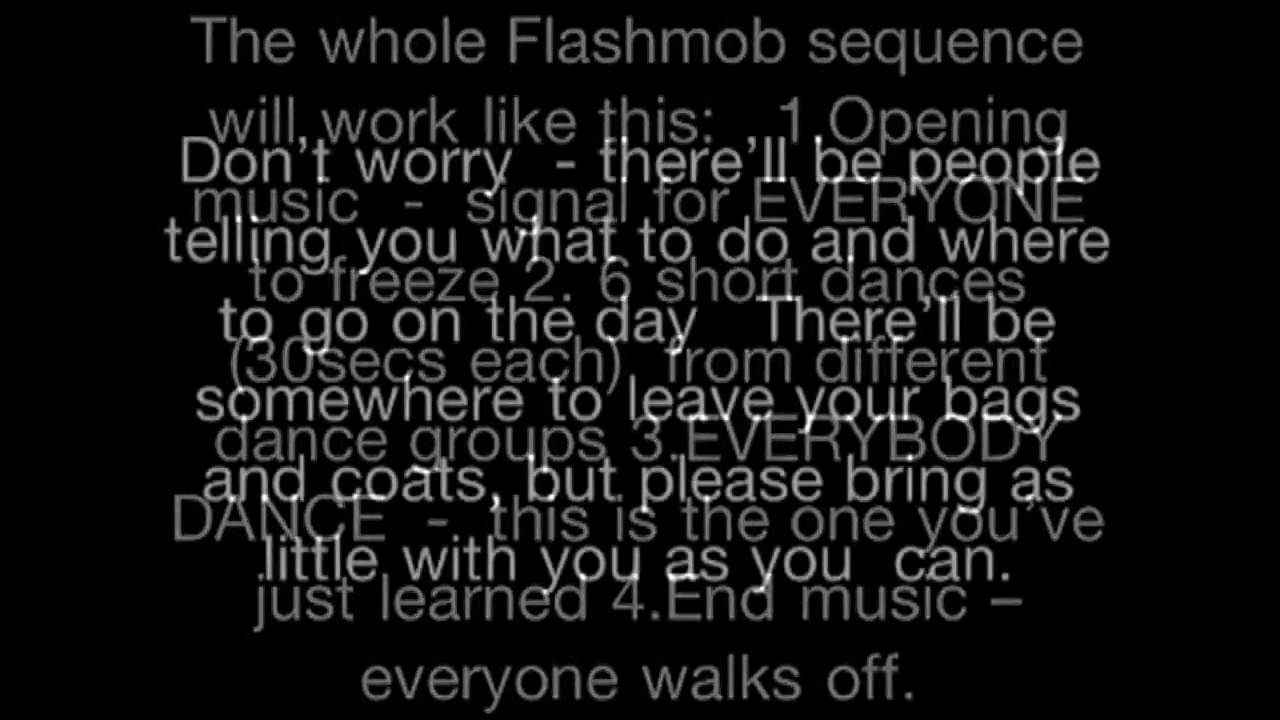 The whole Flashmob sequence
will work like this:   1 Opening
music  -  signal for EVERYONE
to freeze 2. 6 short dances
(30secs each)  from different
dance groups 3.EVERYBODY
DANCE  -  this is the one you've
just learned 4.End music –
everyone walks off.
Don't worry  - there'll be people
telling you what to do and where
to go on the day   There'll be
somewhere to leave your bags
and coats, but please bring as
little with you as you  can.